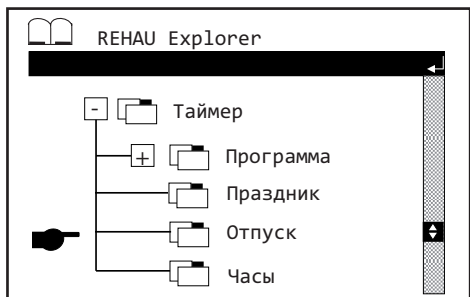 REHAU Explorer
- Таймер
+ Программа
Праздник
Отпуск
Часы